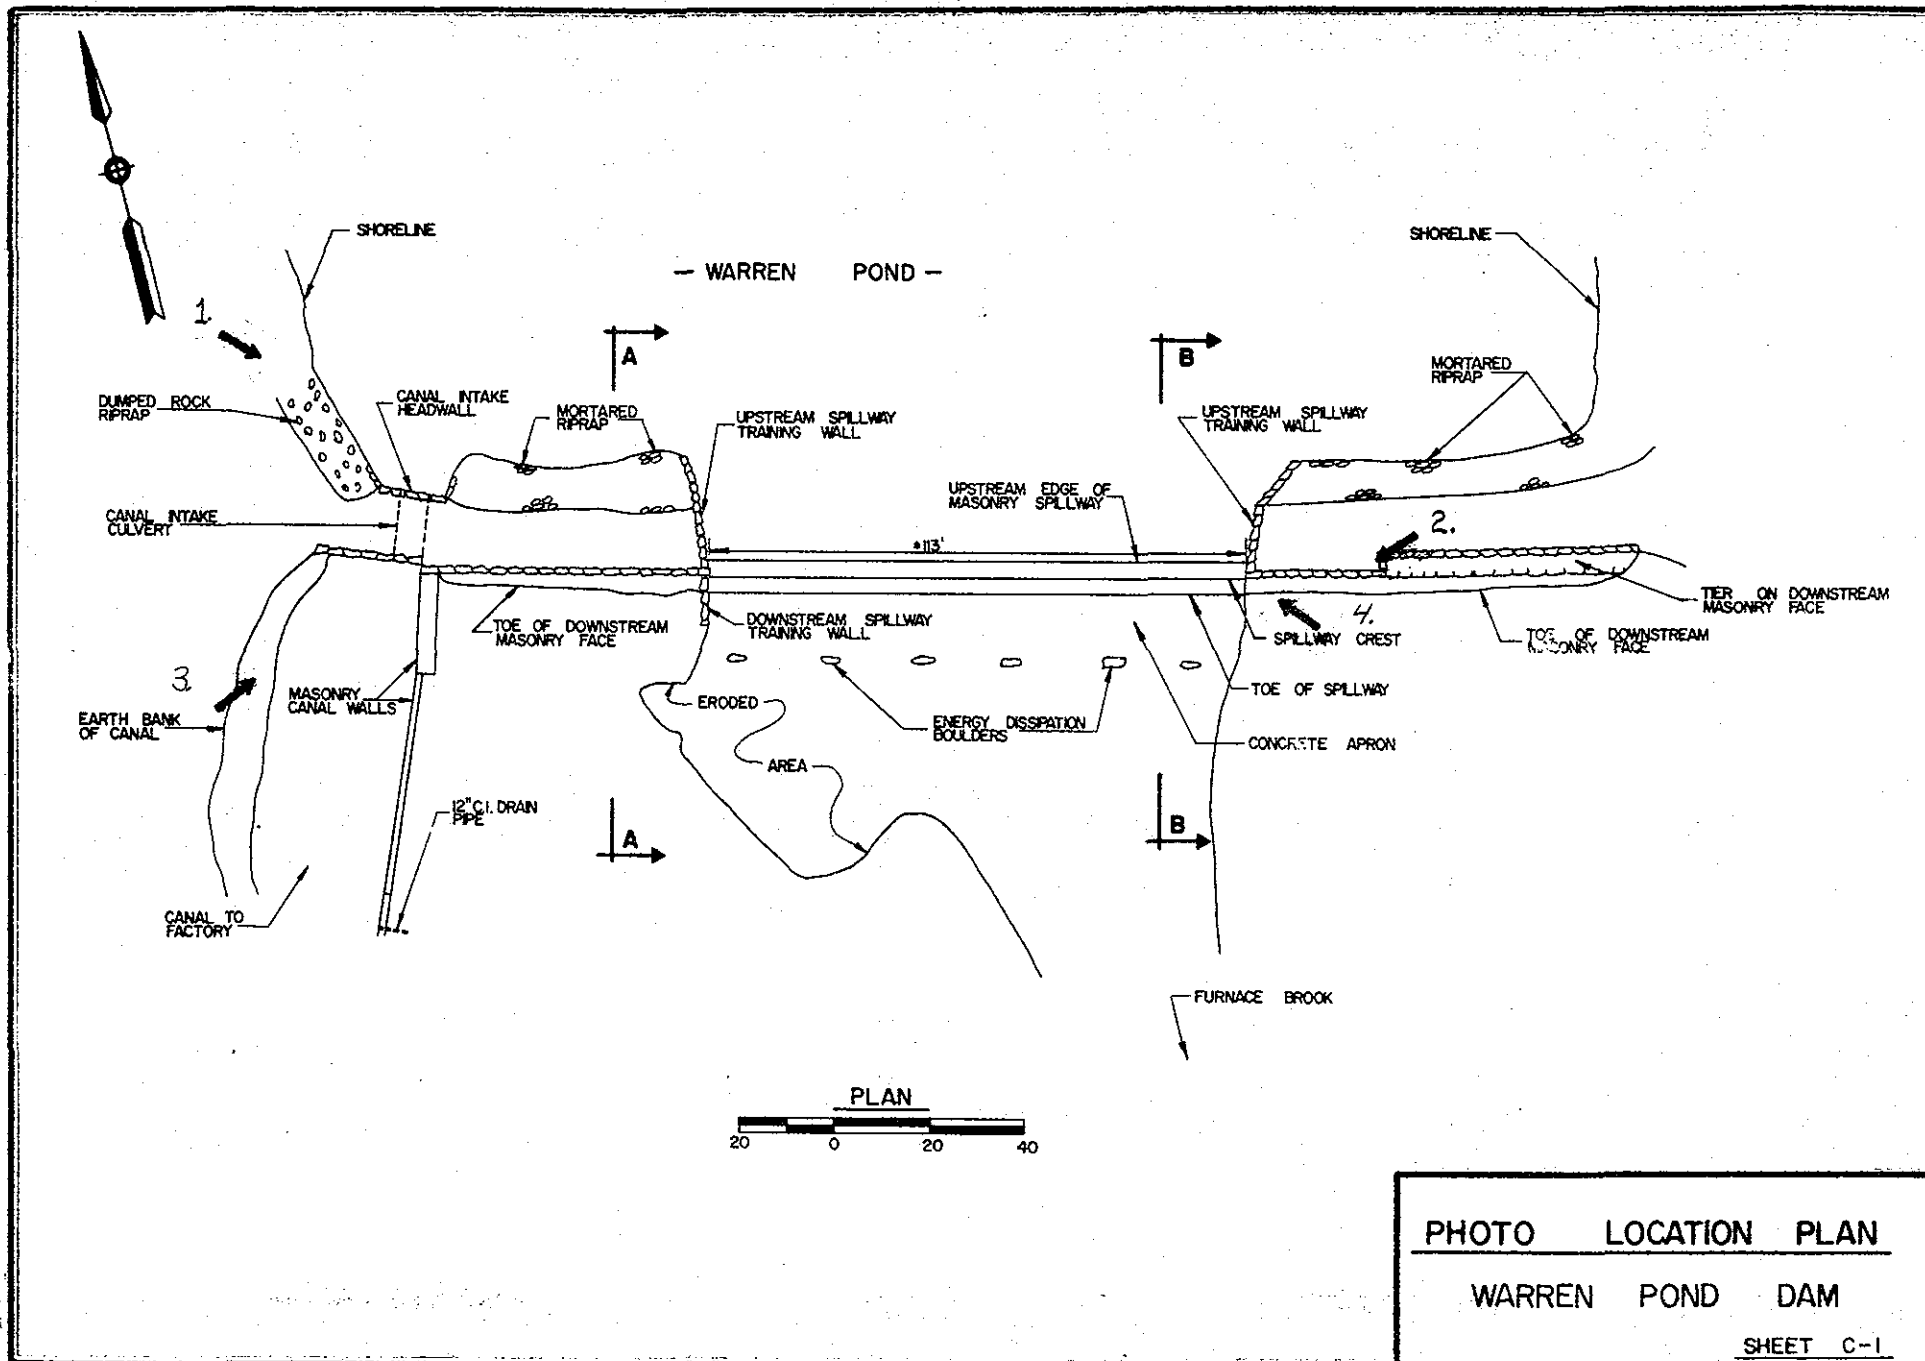 SHORELINE
SHORELINE
— WARREN POND —
1.
A
B
MORTARED
RIPRAP
DUMPED ROCK
RIPRAP
CANAL INTAKE
HEADWALL
MORTARED
RIPRAP
UPSTREAM SPILLWAY
TRAINING WALL
UPSTREAM SPILLWAY
TRAINING WALL
UPSTREAM EDGE OF
MASONRY SPILLWAY
CANAL INTAKE
CULVERT
2.
TIER ON DOWNSTREAM
MASONRY FACE
4.
TOE OF DOWNSTREAM
MASONRY FACE
DOWNSTREAM SPILLWAY
TRAINING WALL
SPILLWAY CREST
TOE OF DOWNSTREAM
MASONRY FACE
3.
MASONRY
CANAL WALLS
ERODED
TOE OF SPILLWAY
EARTH BANK
OF CANAL
ENERGY DISSIPATION
BOULDERS
CONCRETE APRON
AREA
12" C.I. DRAIN
PIPE
A
B
CANAL TO
FACTORY
FURNACE BROOK
PLAN
20 0 20 40
PHOTO LOCATION PLAN
WARREN POND DAM
SHEET C-1